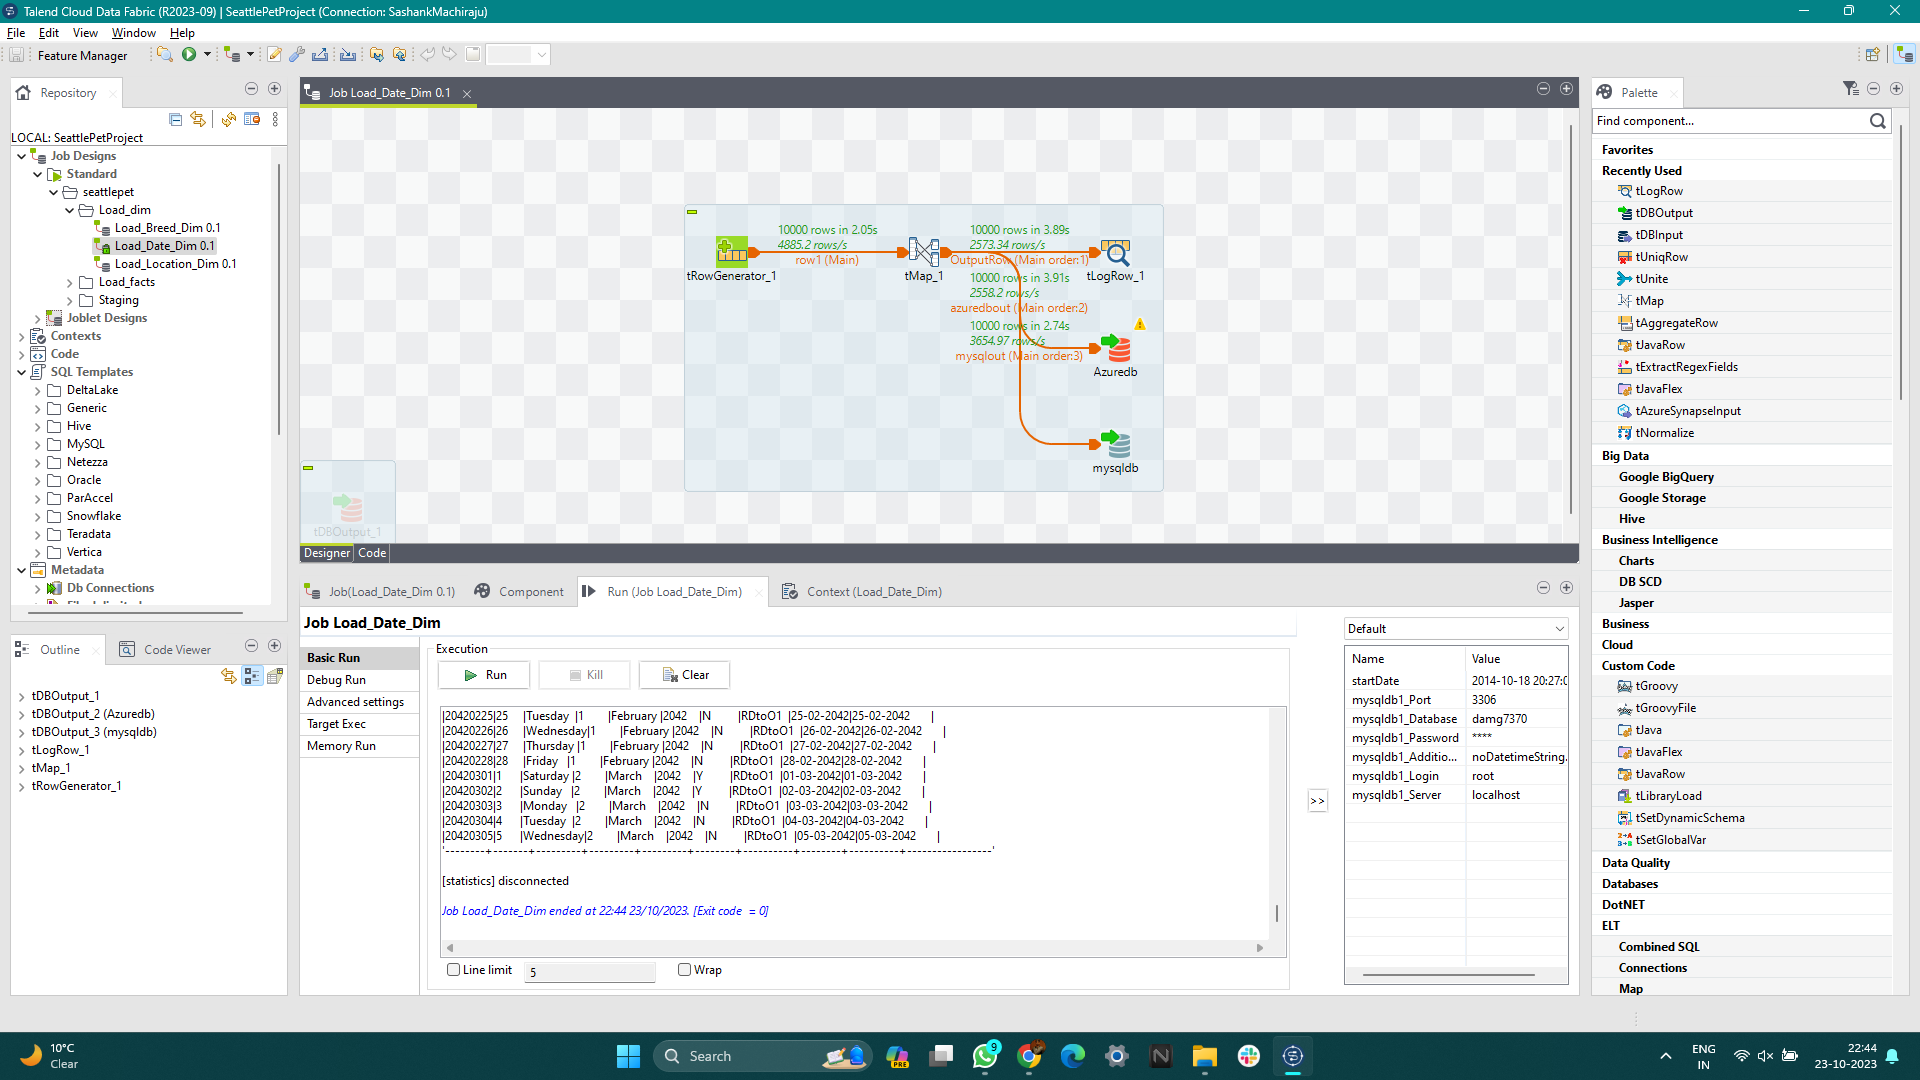 Talend Cloud Data Fabric (R2023-09) | SeattlePetProject (Connection: SashankMachiraju)
File Edit View Window Help
Feature Manager
Repository
LOCAL: SeattlePetProject
Job Designs
Standard
seattlepet
Load_dim
Load_Breed_Dim 0.1
Load_Date_Dim 0.1
Load_Location_Dim 0.1
Load_facts
Staging
Joblet Designs
Contexts
Code
SQL Templates
DeltaLake
Generic
Hive
MySQL
Netezza
Oracle
ParAccel
Snowflake
Teradata
Vertica
Metadata
Db Connections
Outline
Code Viewer
tDBOutput_1
tDBOutput_2 (Azuredb)
tDBOutput_3 (mysqldb)
tLogRow_1
tMap_1
tRowGenerator_1
Job Load_Date_Dim 0.1
10000 rows in 2.05s
4885.2 rows/s
row1 (Main)
tRowGenerator_1
tMap_1
10000 rows in 3.89s
2573.34 rows/s
OutputRow (Main order:1)
tLogRow_1
10000 rows in 3.91s
2558.2 rows/s
azuredbout (Main order:2)
10000 rows in 2.74s
3654.97 rows/s
mysqlout (Main order:3)
Azuredb
mysqldb
tDBOutput_1
Designer Code
Job(Load_Date_Dim 0.1)
Component
Run (Job Load_Date_Dim)
Context (Load_Date_Dim)
Job Load_Date_Dim
Basic Run
Debug Run
Advanced settings
Target Exec
Memory Run
Execution
Run
Kill
Clear
|20420225|25 |Tuesday |1 |February |2042 |N |RDtoO1 |25-02-2042|25-02-2042 |
|20420226|26 |Wednesday|1 |February |2042 |N |RDtoO1 |26-02-2042|26-02-2042 |
|20420227|27 |Thursday |1 |February |2042 |N |RDtoO1 |27-02-2042|27-02-2042 |
|20420228|28 |Friday |1 |February |2042 |N |RDtoO1 |28-02-2042|28-02-2042 |
|20420301|1 |Saturday |2 |March |2042 |Y |RDtoO1 |01-03-2042|01-03-2042 |
|20420302|2 |Sunday |2 |March |2042 |Y |RDtoO1 |02-03-2042|02-03-2042 |
|20420303|3 |Monday |2 |March |2042 |N |RDtoO1 |03-03-2042|03-03-2042 |
|20420304|4 |Tuesday |2 |March |2042 |N |RDtoO1 |04-03-2042|04-03-2042 |
|20420305|5 |Wednesday|2 |March |2042 |N |RDtoO1 |05-03-2042|05-03-2042 |
'--------+-------+---------+---------+---------+--------+----------+--------+----------+-----------------'
[statistics] disconnected
Job Load_Date_Dim ended at 22:44 23/10/2023. [Exit code = 0]
Line limit
5
Wrap
>>
Default
Name Value
startDate 2014-10-18 20:27:0
mysqldb1_Port 3306
mysqldb1_Database damg7370
mysqldb1_Password ****
mysqldb1_Additio... noDatetimeString.
mysqldb1_Login root
mysqldb1_Server localhost
Palette
Find component...
Favorites
Recently Used
tLogRow
tDBOutput
tDBInput
tUniqRow
tUnite
tMap
tAggregateRow
tJavaRow
tExtractRegexFields
tJavaFlex
tAzureSynapseInput
tNormalize
Big Data
Google BigQuery
Google Storage
Hive
Business Intelligence
Charts
DB SCD
Jasper
Business
Cloud
Custom Code
tGroovy
tGroovyFile
tJava
tJavaFlex
tJavaRow
tLibraryLoad
tSetDynamicSchema
tSetGlobalVar
Data Quality
Databases
DotNET
ELT
Combined SQL
Connections
Map
10°C
Clear
Search
PRE
9
ENG
IN
22:44
23-10-2023